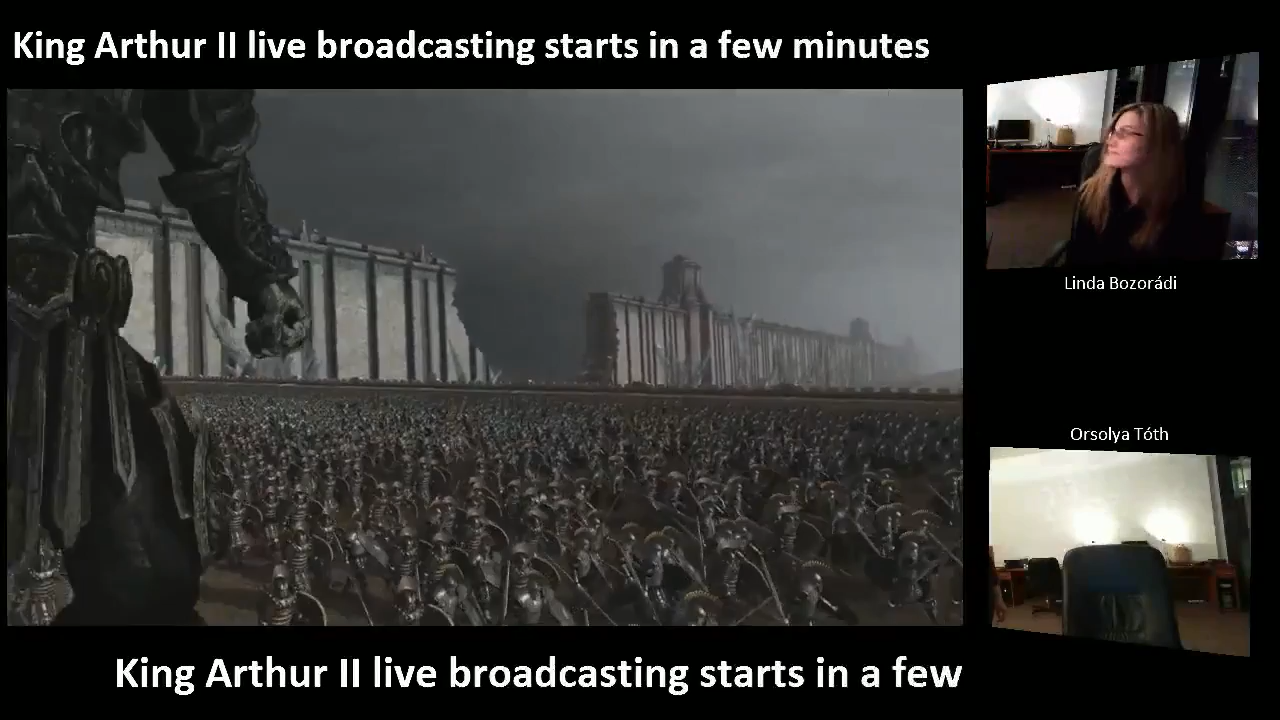 King Arthur II live broadcasting starts in a few minutes
Linda Bozorádi
Orsolya Tóth
King Arthur II live broadcasting starts in a few